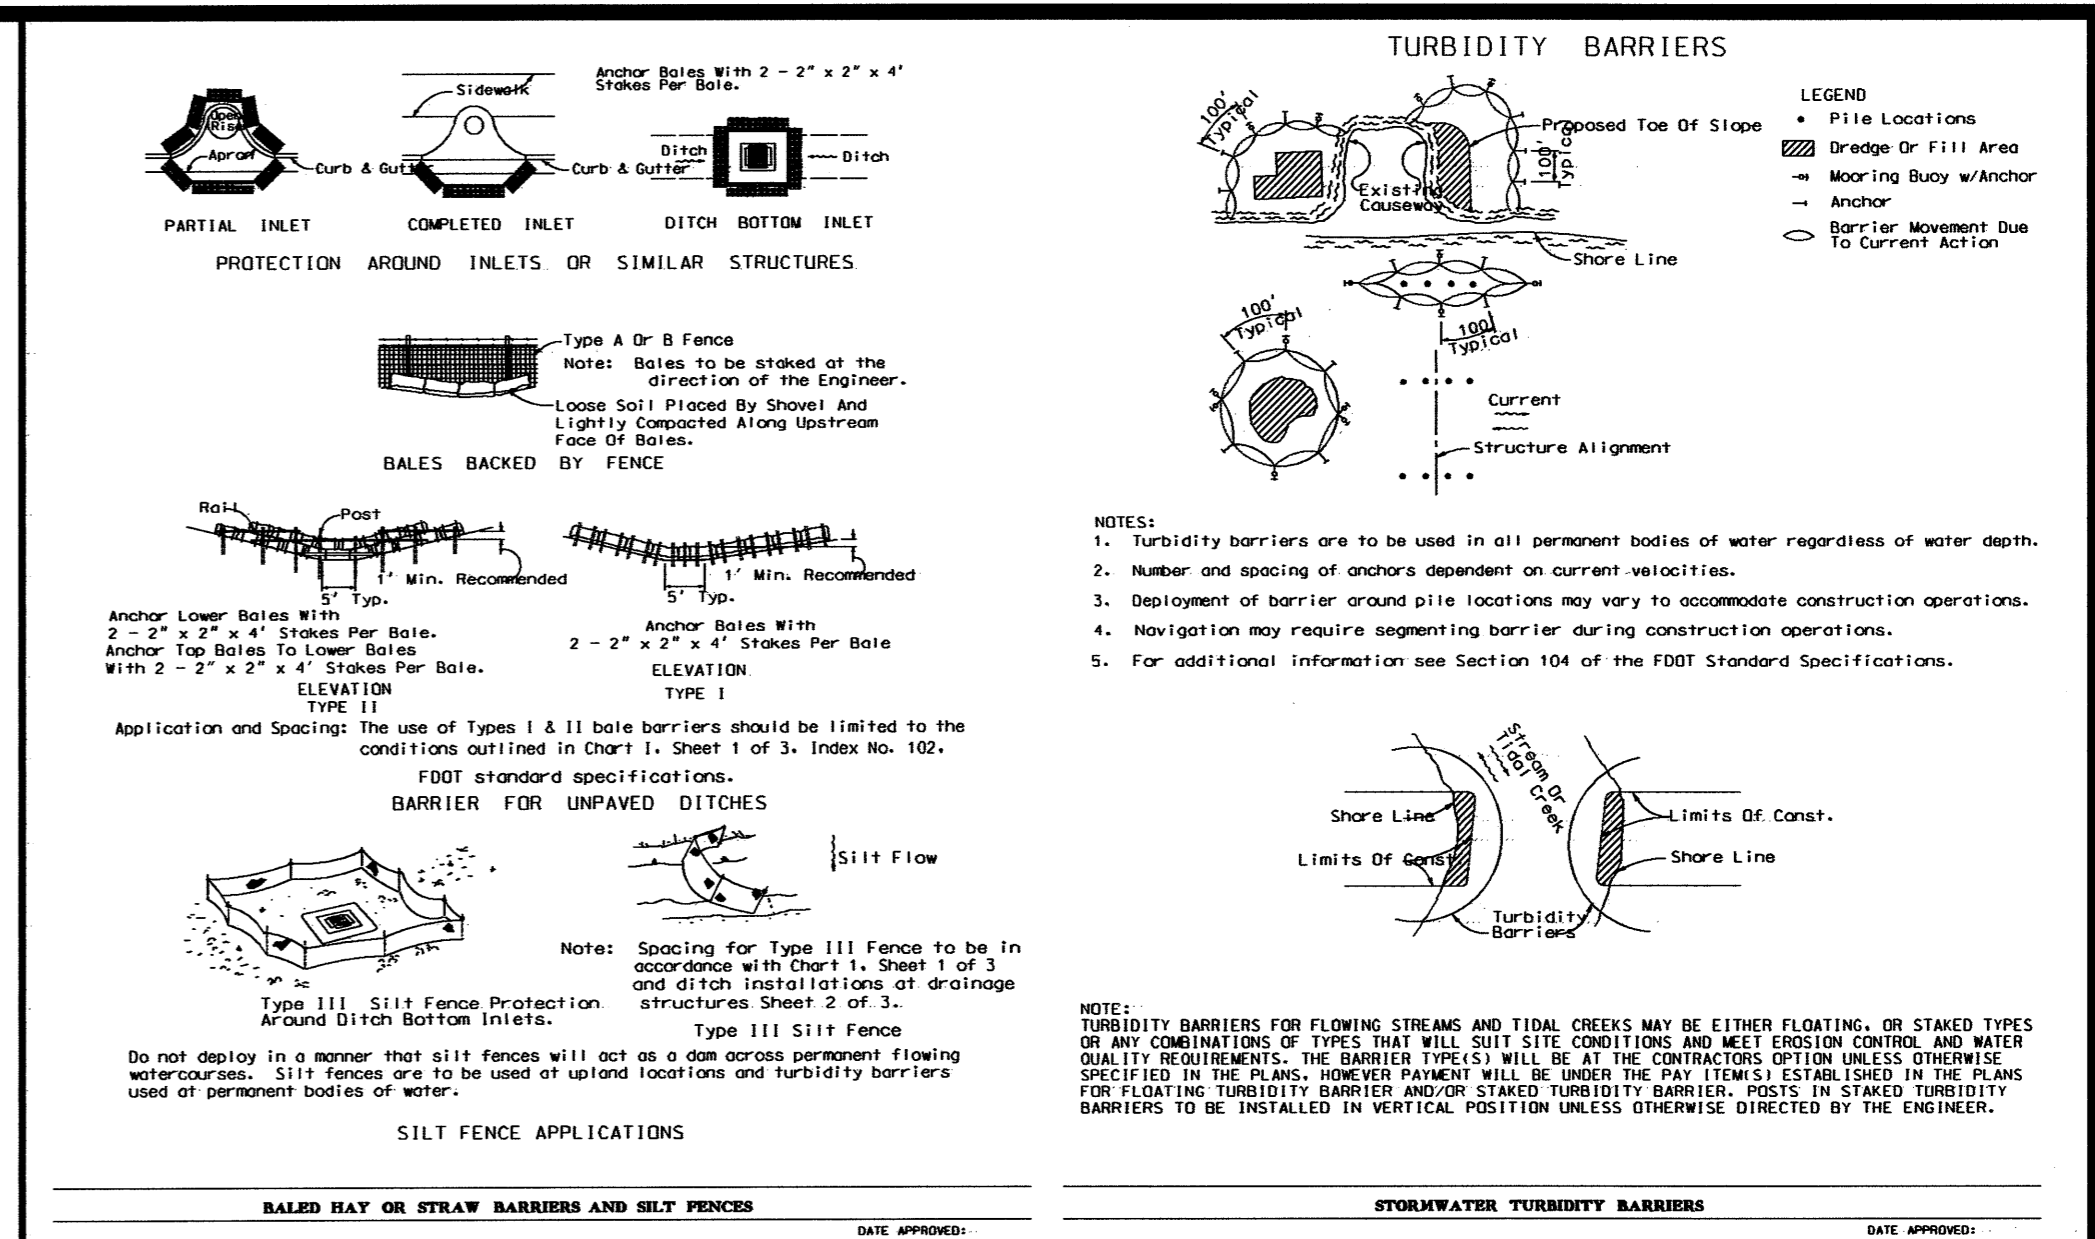 Anchor Bales With 2 - 2" x 2" x 4'
Stakes Per Bale.
Sidewalk
Open
Rise
Apron
Curb & Gutter
Curb & Gutter
Ditch
Ditch
PARTIAL INLET
COMPLETED INLET
DITCH BOTTOM INLET
PROTECTION AROUND INLETS OR SIMILAR STRUCTURES
Type A Or B Fence
Note: Bales to be staked at the
direction of the Engineer.
Loose Soil Placed By Shovel And
Lightly Compacted Along Upstream
Face Of Bales.
BALES BACKED BY FENCE
Rail
Post
1' Min. Recommended
5' Typ.
Anchor Lower Bales With
2 - 2" x 2" x 4' Stakes Per Bale.
Anchor Top Bales To Lower Bales
With 2 - 2" x 2" x 4' Stakes Per Bale.
ELEVATION
TYPE II
1' Min. Recommended
5' Typ.
Anchor Bales With
2 - 2" x 2" x 4' Stakes Per Bale
ELEVATION
TYPE I
Application and Spacing: The use of Types I & II bale barriers should be limited to the
conditions outlined in Chart I. Sheet 1 of 3. Index No. 102.
FDOT standard specifications.
BARRIER FOR UNPAVED DITCHES
Silt Flow
Type III Silt Fence Protection
Around Ditch Bottom Inlets.
Note: Spacing for Type III Fence to be in
accordance with Chart 1. Sheet 1 of 3
and ditch installations at drainage
structures Sheet 2 of 3.
Type III Silt Fence
Do not deploy in a manner that silt fences will act as a dam across permanent flowing
watercourses. Silt fences are to be used at upland locations and turbidity barriers
used at permanent bodies of water.
SILT FENCE APPLICATIONS
BALED HAY OR STRAW BARRIERS AND SILT FENCES
DATE APPROVED:
TURBIDITY BARRIERS
100'
Typical
Proposed Toe Of Slope
100'
Typical
Existing
Causeway
Shore Line
LEGEND
Pile Locations
Dredge Or Fill Area
Mooring Buoy w/Anchor
Anchor
Barrier Movement Due
To Current Action
100'
Typical
100'
Typical
Current
Structure Alignment
NOTES:
1. Turbidity barriers are to be used in all permanent bodies of water regardless of water depth.
2. Number and spacing of anchors dependent on current velocities.
3. Deployment of barrier around pile locations may vary to accommodate construction operations.
4. Navigation may require segmenting barrier during construction operations.
5. For additional information see Section 104 of the FDOT Standard Specifications.
Stream Or
Tidal Creek
Shore Line
Limits Of Const.
Limits Of Const.
Shore Line
Turbidity
Barriers
NOTE:
TURBIDITY BARRIERS FOR FLOWING STREAMS AND TIDAL CREEKS MAY BE EITHER FLOATING, OR STAKED TYPES
OR ANY COMBINATIONS OF TYPES THAT WILL SUIT SITE CONDITIONS AND MEET EROSION CONTROL AND WATER
QUALITY REQUIREMENTS. THE BARRIER TYPE(S) WILL BE AT THE CONTRACTORS OPTION UNLESS OTHERWISE
SPECIFIED IN THE PLANS, HOWEVER PAYMENT WILL BE UNDER THE PAY ITEM(S) ESTABLISHED IN THE PLANS
FOR FLOATING TURBIDITY BARRIER AND/OR STAKED TURBIDITY BARRIER. POSTS IN STAKED TURBIDITY
BARRIERS TO BE INSTALLED IN VERTICAL POSITION UNLESS OTHERWISE DIRECTED BY THE ENGINEER.
STORMWATER TURBIDITY BARRIERS
DATE APPROVED: